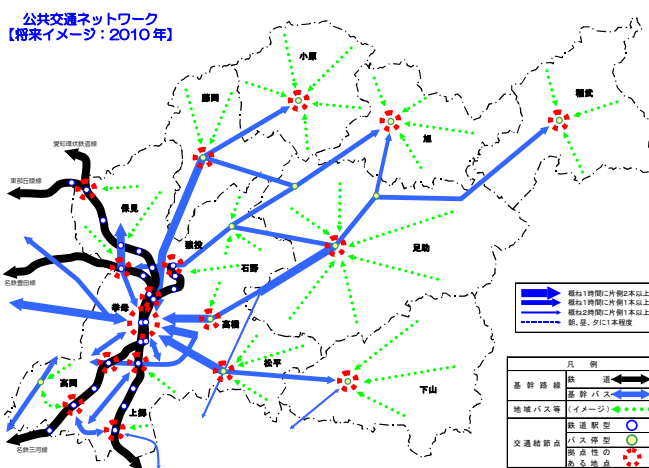 公共交通ネットワーク
【将来イメージ：2010年】
小原
藤岡
稲武
旭
愛知環状鉄道線
東部丘陵線
保見
猿投
足助
石野
名鉄豊田線
挙母
高橋
松平
高岡
下山
上郷
名鉄三河線
概ね1時間に片側2本以上
概ね1時間に片側1本以上
概ね2時間に片側1本以上
朝、昼、夕に1本程度
凡例
基幹路線
鉄道
基幹バス
地域バス等
(イメージ)
交通結節点
鉄道駅型
バス停型
拠点性の
ある地点